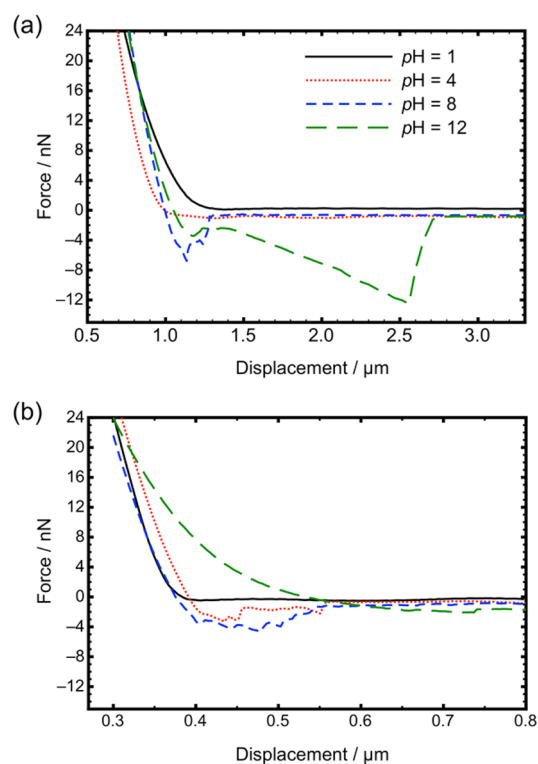 (a)
24
20
16
12
8
4
0
−4
−8
−12
Force / nN
pH = 1
pH = 4
pH = 8
pH = 12
0.5 1.0 1.5 2.0 2.5 3.0
Displacement / μm
(b)
24
20
16
12
8
4
0
−4
−8
−12
Force / nN
0.3 0.4 0.5 0.6 0.7 0.8
Displacement / μm